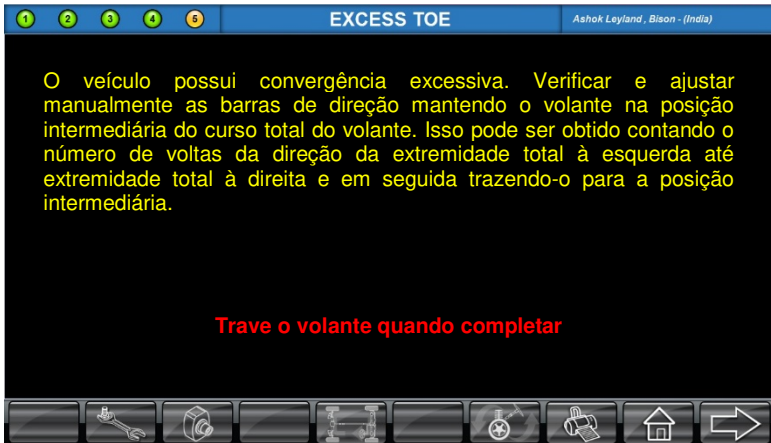 1 2 3 4 5 EXCESS TOE Ashok Leyland , Bison - (India)
O veículo possui convergência excessiva. Verificar e ajustar
manualmente as barras de direção mantendo o volante na posição
intermediária do curso total do volante. Isso pode ser obtido contando o
número de voltas da direção da extremidade total à esquerda até
extremidade total à direita e em seguida trazendo-o para a posição
intermediária.
Trave o volante quando completar